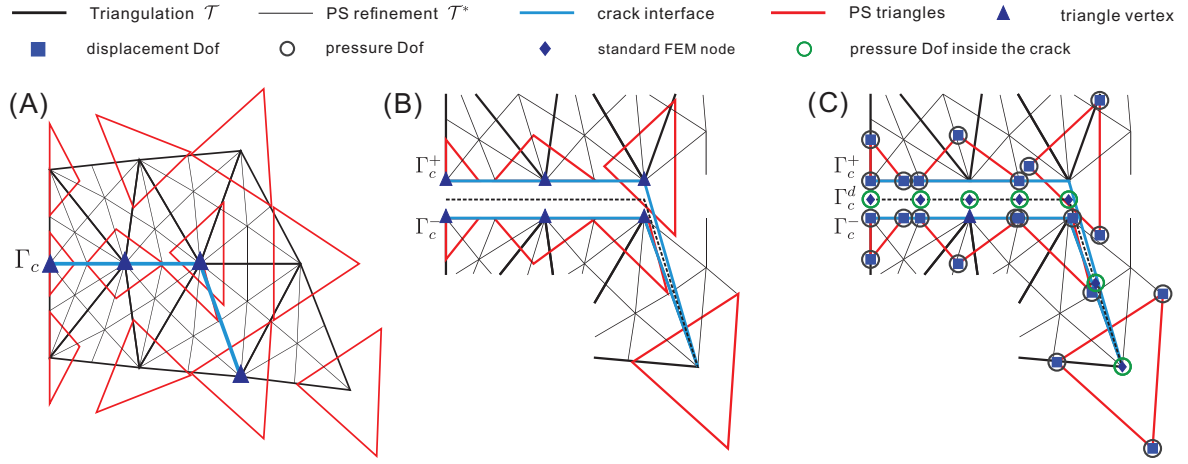 Triangulation 𝒯 PS refinement 𝒯* crack interface PS triangles triangle vertex
displacement Dof pressure Dof standard FEM node pressure Dof inside the crack
(A) (B) (C)
Γc
Γc+
Γc-
Γc+
Γcd
Γc-